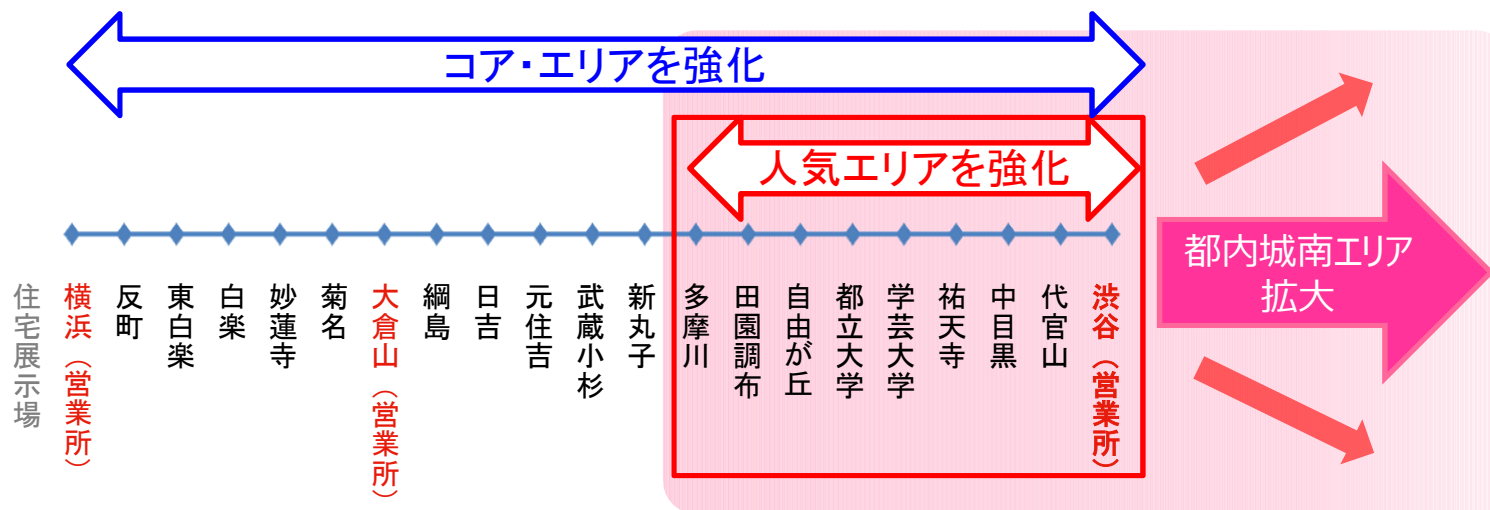 コア・エリアを強化
人気エリアを強化
都内城南エリア
拡大
住宅展示場
横浜（営業所）
反町
東白楽
白楽
妙蓮寺
菊名
大倉山（営業所）
綱島
日吉
元住吉
武蔵小杉
新丸子
多摩川
田園調布
自由が丘
都立大学
学芸大学
祐天寺
中目黒
代官山
渋谷（営業所）